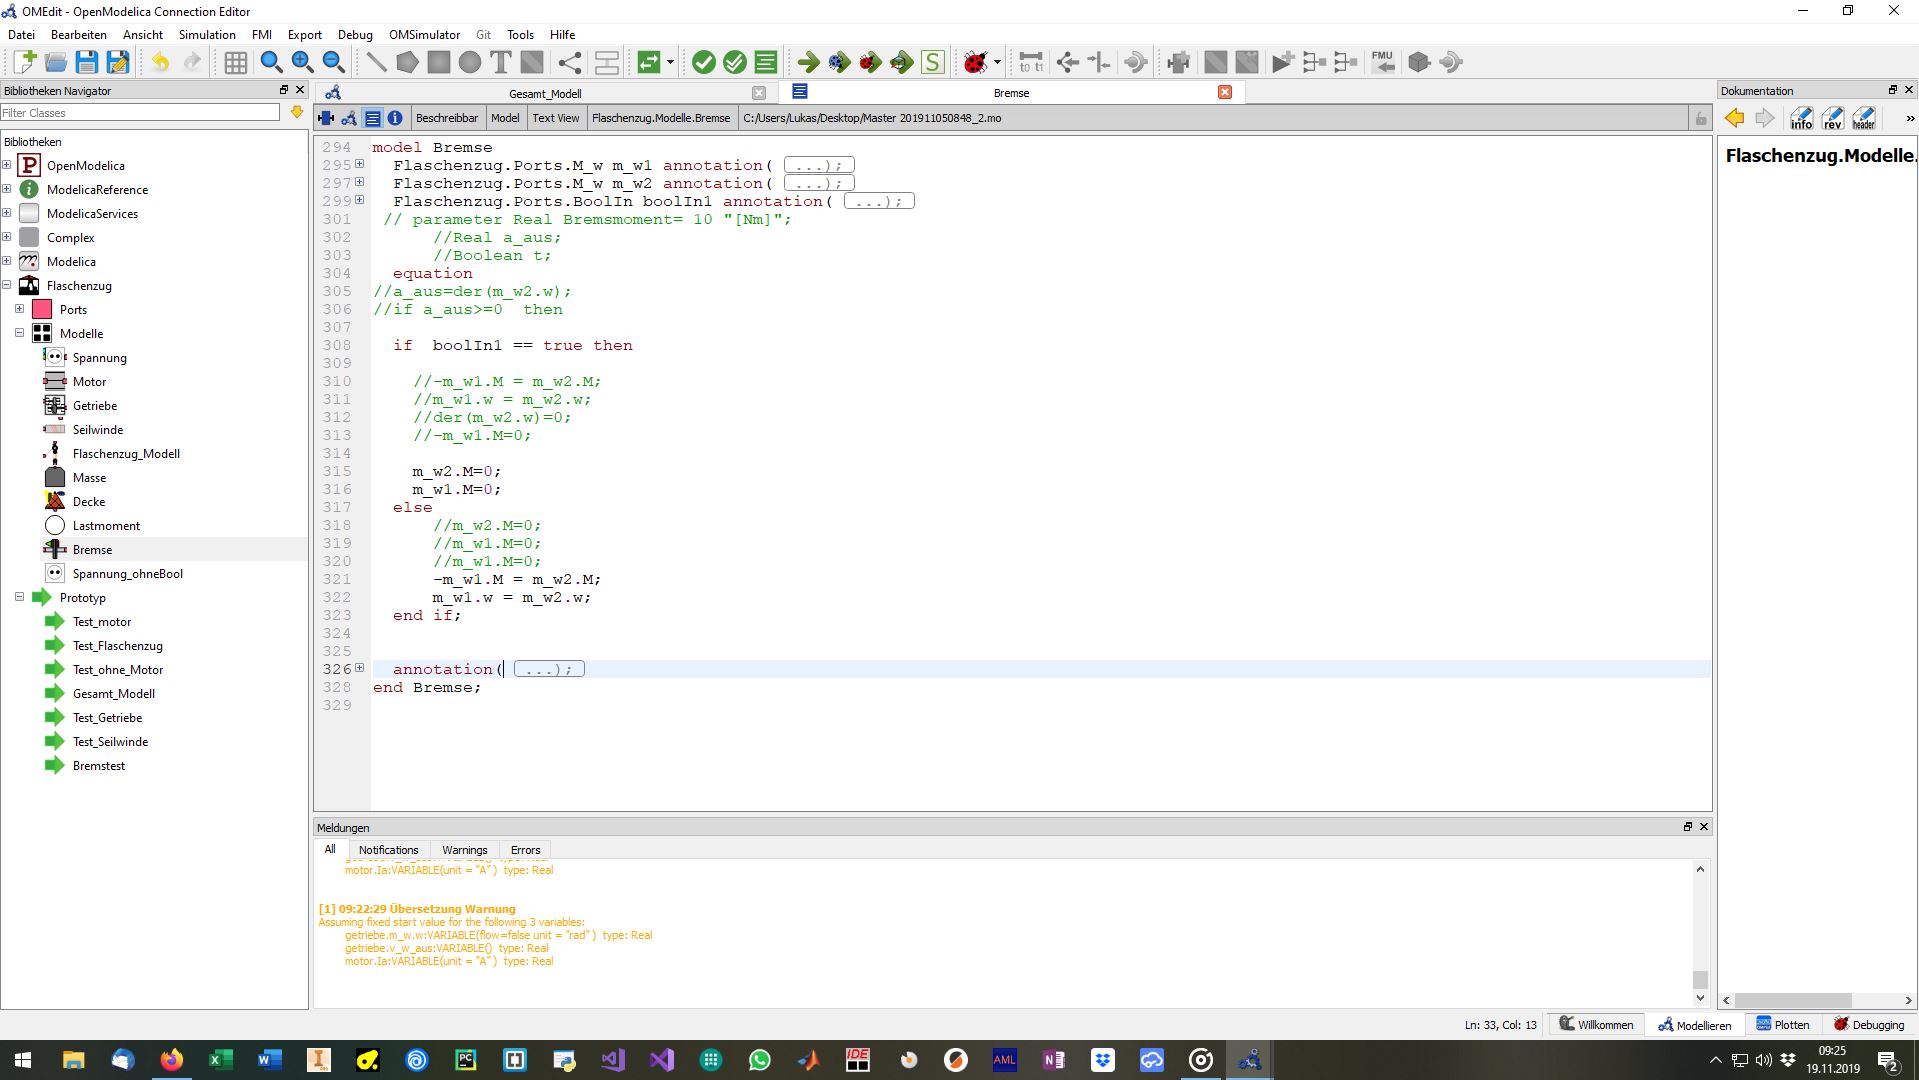 OMEdit - OpenModelica Connection Editor
Datei Bearbeiten Ansicht Simulation FMI Export Debug OMSimulator Git Tools Hilfe
Bibliotheken Navigator
Filter Classes
Bibliotheken
OpenModelica
ModelicaReference
ModelicaServices
Complex
Modelica
Flaschenzug
Ports
Modelle
Spannung
Motor
Getriebe
Seilwinde
Flaschenzug_Modell
Masse
Decke
Lastmoment
Bremse
Spannung_ohneBool
Prototyp
Test_motor
Test_Flaschenzug
Test_ohne_Motor
Gesamt_Modell
Test_Getriebe
Test_Seilwinde
Bremstest
Gesamt_Modell Bremse
Beschreibbar Model Text View Flaschenzug.Modelle.Bremse C:/Users/Lukas/Desktop/Master 201911050848_2.mo
294 model Bremse
295 Flaschenzug.Ports.M_w m_w1 annotation( ...);
297 Flaschenzug.Ports.M_w m_w2 annotation( ...);
299 Flaschenzug.Ports.BoolIn boolIn1 annotation( ...);
301 // parameter Real Bremsmoment= 10 "[Nm]";
302 //Real a_aus;
303 //Boolean t;
304 equation
305 //a_aus=der(m_w2.w);
306 //if a_aus>=0 then
307
308 if boolIn1 == true then
309
310 //-m_w1.M = m_w2.M;
311 //m_w1.w = m_w2.w;
312 //der(m_w2.w)=0;
313 //-m_w1.M=0;
314
315 m_w2.M=0;
316 m_w1.M=0;
317 else
318 //m_w2.M=0;
319 //m_w1.M=0;
320 //m_w1.M=0;
321 -m_w1.M = m_w2.M;
322 m_w1.w = m_w2.w;
323 end if;
324
325
326 annotation( ...);
328 end Bremse;
329
Dokumentation
info rev header »
Flaschenzug.Modelle.
Meldungen
All Notifications Warnings Errors
motor.Ia:VARIABLE(unit = "A" ) type: Real
[1] 09:22:29 Übersetzung Warnung
Assuming fixed start value for the following 3 variables:
getriebe.m_w.w:VARIABLE(flow=false unit = "rad" ) type: Real
getriebe.v_w_aus:VARIABLE() type: Real
motor.Ia:VARIABLE(unit = "A" ) type: Real
Ln: 33, Col: 13 Willkommen Modellieren Plotten Debugging
09:25
19.11.2019
2